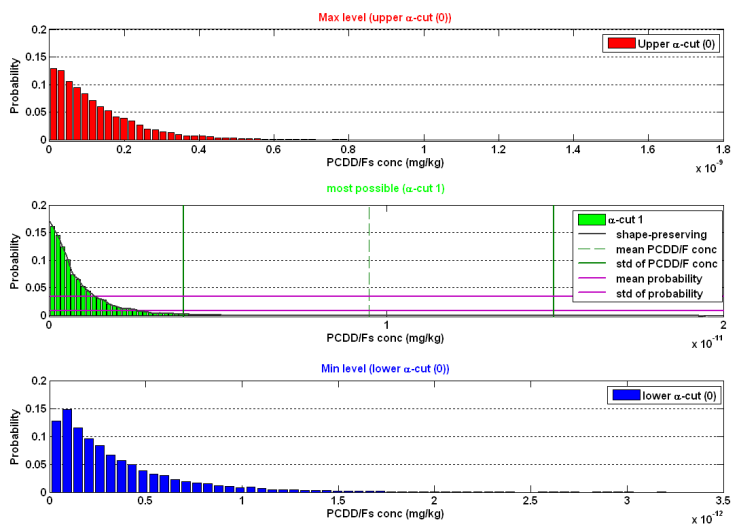 Max level (upper α-cut (0))
0.2
0.15
0.1
0.05
0
Probability
Upper α-cut (0)
0 0.2 0.4 0.6 0.8 1 1.2 1.4 1.6 1.8
PCDD/Fs conc (mg/kg)
x 10⁻⁹
most possible (α-cut 1)
0.2
0.15
0.1
0.05
0
Probability
α-cut 1
shape-preserving
mean PCDD/F conc
std of PCDD/F conc
mean probability
std of probability
0 1 2
PCDD/Fs conc (mg/kg)
x 10⁻¹¹
Min level (lower α-cut (0))
0.2
0.15
0.1
0.05
0
Probability
lower α-cut (0)
0 0.5 1.0 1.5 2.0 2.5 3.0 3.5
PCDD/Fs conc (mg/kg)
x 10⁻¹²